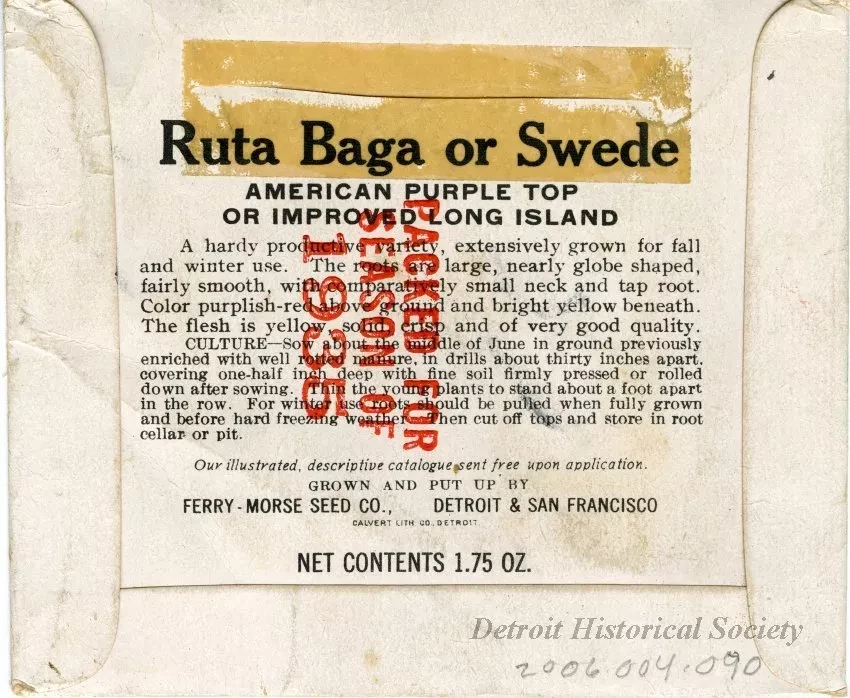 Ruta Baga or Swede
AMERICAN PURPLE TOP
OR IMPROVED LONG ISLAND
A hardy productive variety, extensively grown for fall
and winter use. The roots are large, nearly globe shaped,
fairly smooth, with comparatively small neck and tap root.
Color purplish-red above ground and bright yellow beneath.
The flesh is yellow, solid, crisp and of very good quality.
CULTURE—Sow about the middle of June in ground previously
enriched with well rotted manure, in drills about thirty inches apart,
covering one-half inch deep with fine soil firmly pressed or rolled
down after sowing. Thin the young plants to stand about a foot apart
in the row. For winter use roots should be pulled when fully grown
and before hard freezing weather. Then cut off tops and store in root
cellar or pit.
PACKED FOR
SEASON OF
1935
Our illustrated, descriptive catalogue sent free upon application.
GROWN AND PUT UP BY
FERRY-MORSE SEED CO., DETROIT & SAN FRANCISCO
CALVERT LITH CO. DETROIT
NET CONTENTS 1.75 OZ.
Detroit Historical Society
2006.004.090